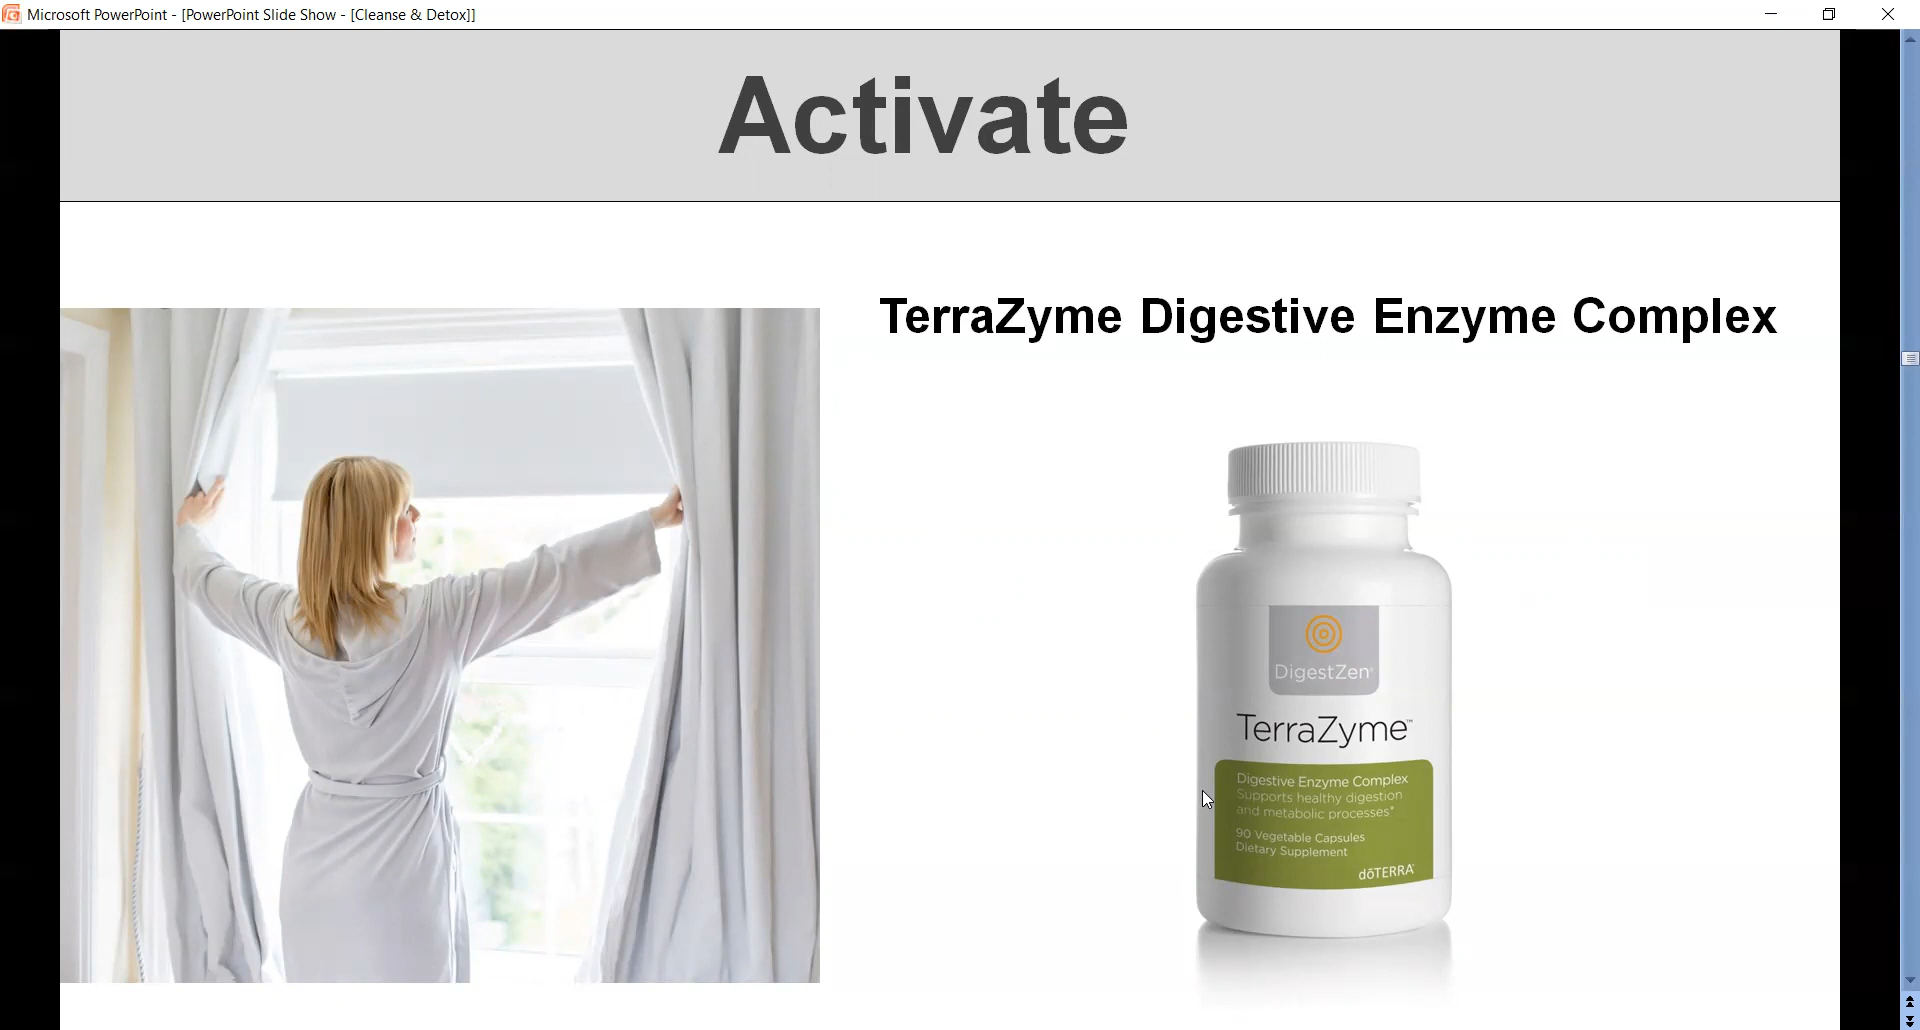 Microsoft PowerPoint - [PowerPoint Slide Show - [Cleanse & Detox]]
Activate
TerraZyme Digestive Enzyme Complex
DigestZen®
TerraZyme™
Digestive Enzyme Complex
Supports healthy digestion
and metabolic processes*
90 Vegetable Capsules
Dietary Supplement
dōTERRA®